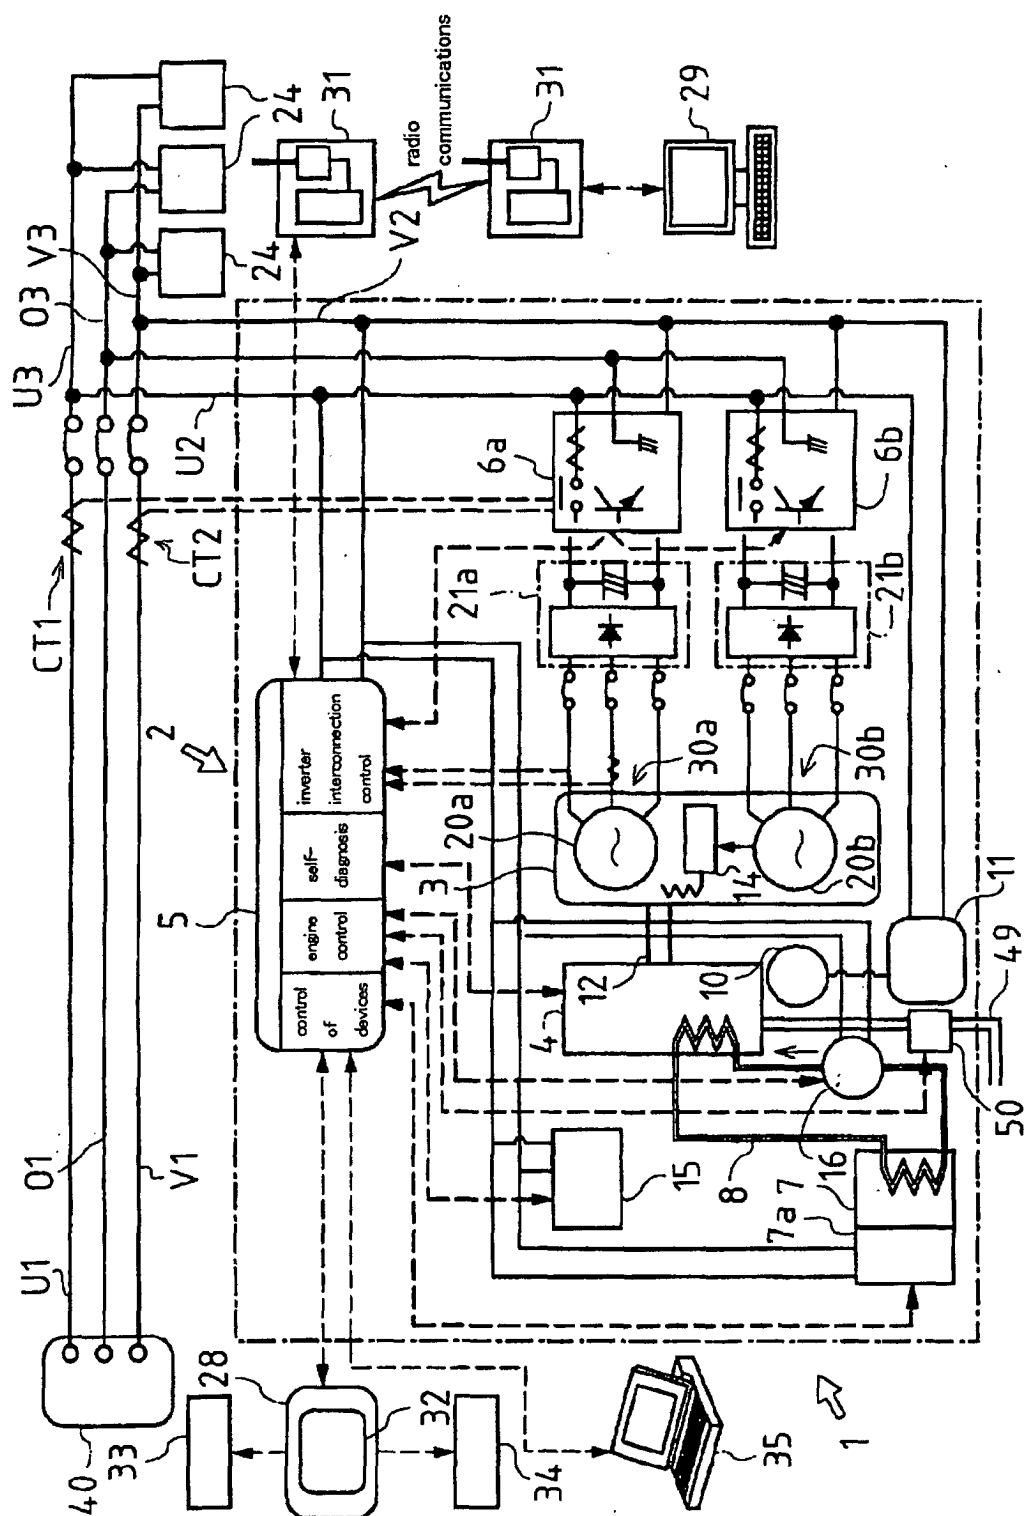 U1
O1
V1
40
33
28
32
34
35
1
2
5
CT1
CT2
U3
O3
V3
U2
V2
24
24
24
31
radio
communications
31
29
control
of
devices
engine
control
self-
diagnosis
inverter
interconnection
control
6a
6b
21a
21b
30a
30b
20a
20b
3
14
12
4
10
11
49
50
16
15
8
7a
7